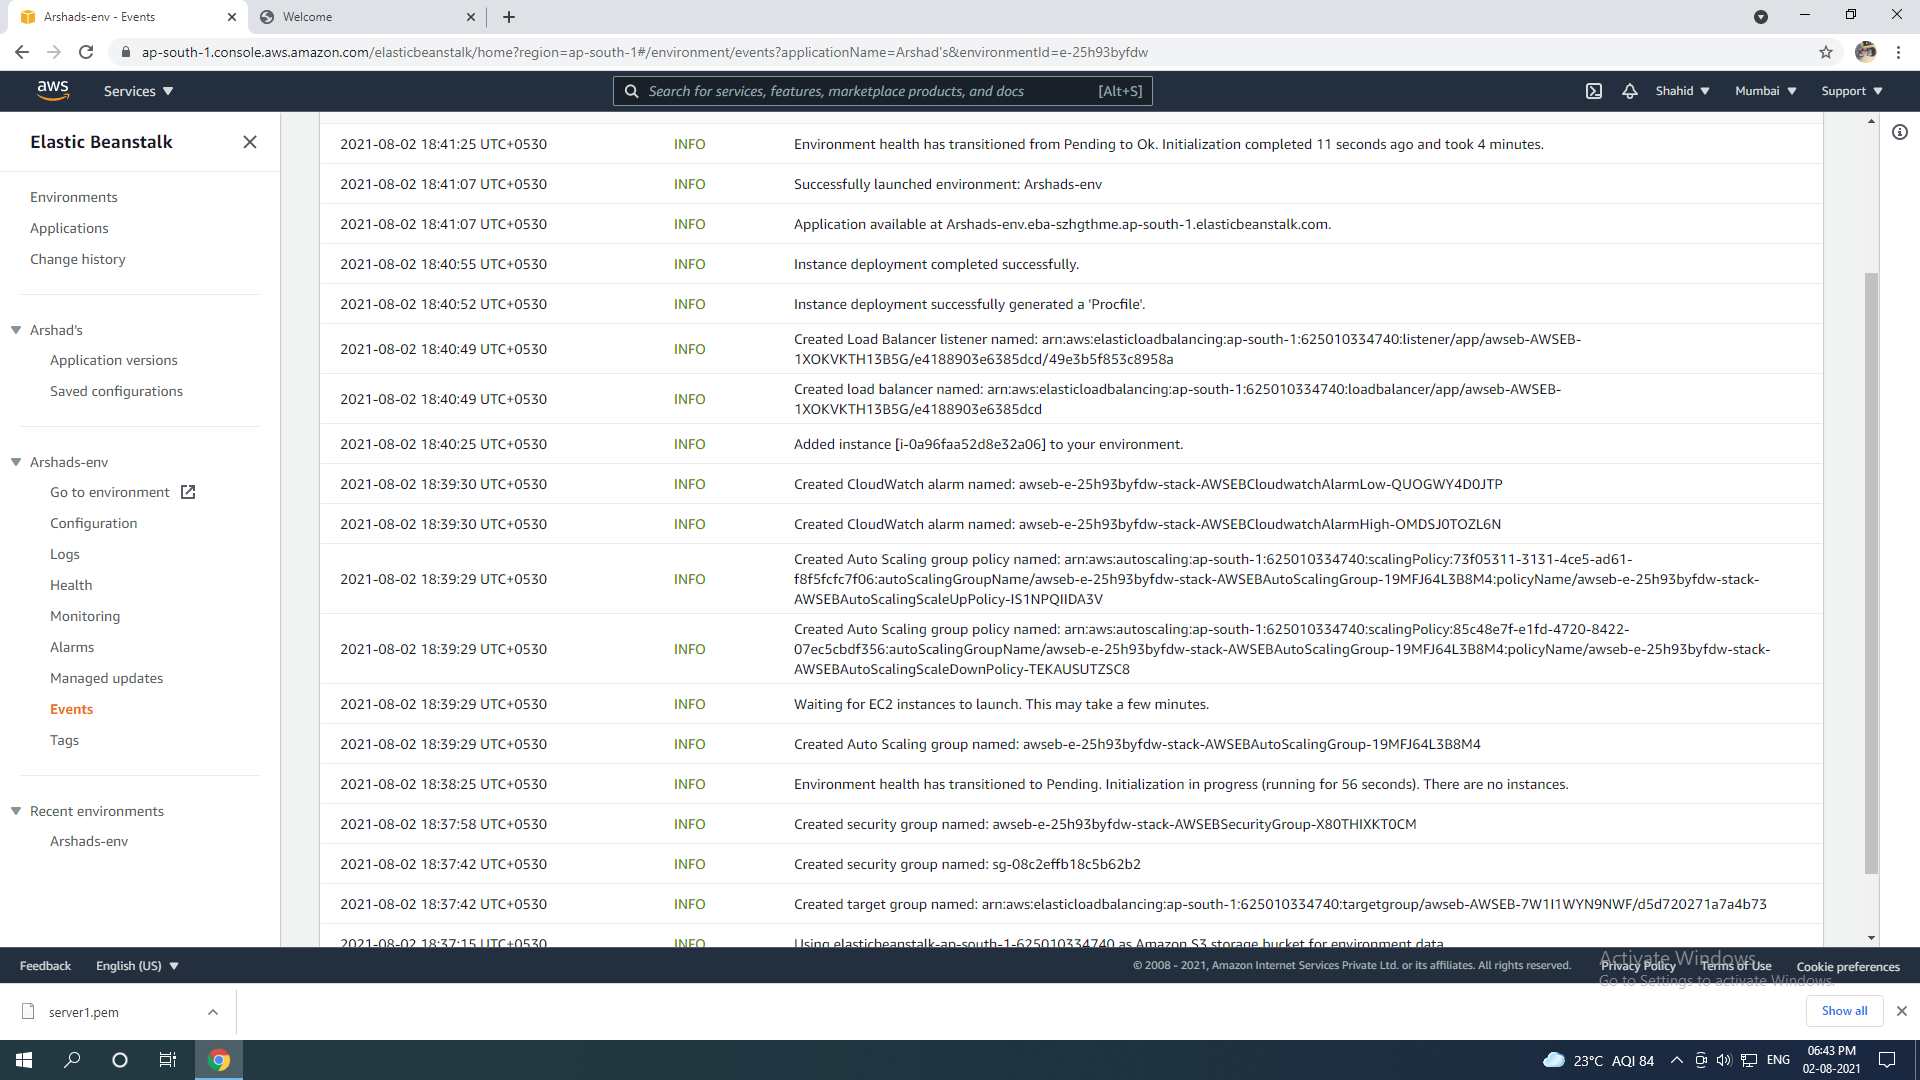 Arshads-env - Events
Welcome
ap-south-1.console.aws.amazon.com/elasticbeanstalk/home?region=ap-south-1#/environment/events?applicationName=Arshad's&environmentId=e-25h93byfdw
aws
Services
Search for services, features, marketplace products, and docs
[Alt+S]
Shahid
Mumbai
Support
Elastic Beanstalk
Environments
Applications
Change history
Arshad's
Application versions
Saved configurations
Arshads-env
Go to environment
Configuration
Logs
Health
Monitoring
Alarms
Managed updates
Events
Tags
Recent environments
Arshads-env
2021-08-02 18:41:25 UTC+0530 INFO Environment health has transitioned from Pending to Ok. Initialization completed 11 seconds ago and took 4 minutes.
2021-08-02 18:41:07 UTC+0530 INFO Successfully launched environment: Arshads-env
2021-08-02 18:41:07 UTC+0530 INFO Application available at Arshads-env.eba-szhgthme.ap-south-1.elasticbeanstalk.com.
2021-08-02 18:40:55 UTC+0530 INFO Instance deployment completed successfully.
2021-08-02 18:40:52 UTC+0530 INFO Instance deployment successfully generated a 'Procfile'.
2021-08-02 18:40:49 UTC+0530 INFO Created Load Balancer listener named: arn:aws:elasticloadbalancing:ap-south-1:625010334740:listener/app/awseb-AWSEB-
1XOKVKTH13B5G/e4188903e6385dcd/49e3b5f853c8958a
2021-08-02 18:40:49 UTC+0530 INFO Created load balancer named: arn:aws:elasticloadbalancing:ap-south-1:625010334740:loadbalancer/app/awseb-AWSEB-
1XOKVKTH13B5G/e4188903e6385dcd
2021-08-02 18:40:25 UTC+0530 INFO Added instance [i-0a96faa52d8e32a06] to your environment.
2021-08-02 18:39:30 UTC+0530 INFO Created CloudWatch alarm named: awseb-e-25h93byfdw-stack-AWSEBCloudwatchAlarmLow-QUOGWY4D0JTP
2021-08-02 18:39:30 UTC+0530 INFO Created CloudWatch alarm named: awseb-e-25h93byfdw-stack-AWSEBCloudwatchAlarmHigh-OMDSJ0TOZL6N
2021-08-02 18:39:29 UTC+0530 INFO Created Auto Scaling group policy named: arn:aws:autoscaling:ap-south-1:625010334740:scalingPolicy:73f05311-3131-4ce5-ad61-
f8f5fcfc7f06:autoScalingGroupName/awseb-e-25h93byfdw-stack-AWSEBAutoScalingGroup-19MFJ64L3B8M4:policyName/awseb-e-25h93byfdw-stack-
AWSEBAutoScalingScaleUpPolicy-IS1NPQIIDA3V
2021-08-02 18:39:29 UTC+0530 INFO Created Auto Scaling group policy named: arn:aws:autoscaling:ap-south-1:625010334740:scalingPolicy:85c48e7f-e1fd-4720-8422-
07ec5cbdf356:autoScalingGroupName/awseb-e-25h93byfdw-stack-AWSEBAutoScalingGroup-19MFJ64L3B8M4:policyName/awseb-e-25h93byfdw-stack-
AWSEBAutoScalingScaleDownPolicy-TEKAUSUTZSC8
2021-08-02 18:39:29 UTC+0530 INFO Waiting for EC2 instances to launch. This may take a few minutes.
2021-08-02 18:39:29 UTC+0530 INFO Created Auto Scaling group named: awseb-e-25h93byfdw-stack-AWSEBAutoScalingGroup-19MFJ64L3B8M4
2021-08-02 18:38:25 UTC+0530 INFO Environment health has transitioned to Pending. Initialization in progress (running for 56 seconds). There are no instances.
2021-08-02 18:37:58 UTC+0530 INFO Created security group named: awseb-e-25h93byfdw-stack-AWSEBSecurityGroup-X80THIXKT0CM
2021-08-02 18:37:42 UTC+0530 INFO Created security group named: sg-08c2effb18c5b62b2
2021-08-02 18:37:42 UTC+0530 INFO Created target group named: arn:aws:elasticloadbalancing:ap-south-1:625010334740:targetgroup/awseb-AWSEB-7W1I1WYN9NWF/d5d720271a7a4b73
2021-08-02 18:37:15 UTC+0530 INFO Using elasticbeanstalk-ap-south-1-625010334740 as Amazon S3 storage bucket for environment data.
Feedback
English (US)
© 2008 - 2021, Amazon Internet Services Private Ltd. or its affiliates. All rights reserved.
Privacy Policy
Terms of Use
Cookie preferences
Activate Windows
Go to Settings to activate Windows.
server1.pem
Show all
23°C AQI 84
ENG
06:43 PM
02-08-2021